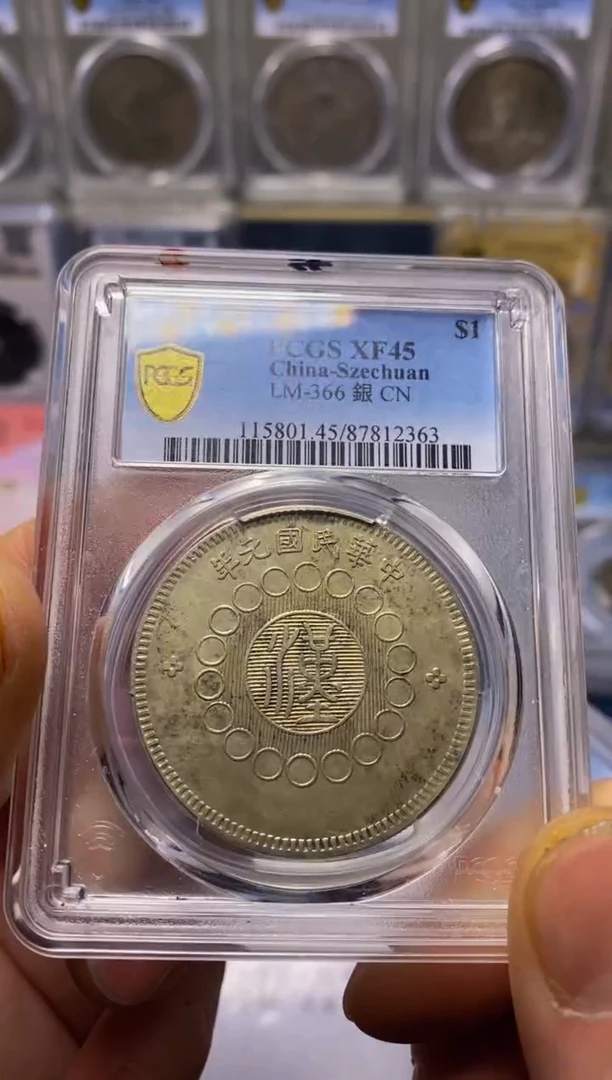 $1
PCGS XF45
China-Szechuan
LM-366 銀 CN
PCGS
115801.45/87812363
年元國民華中
漢